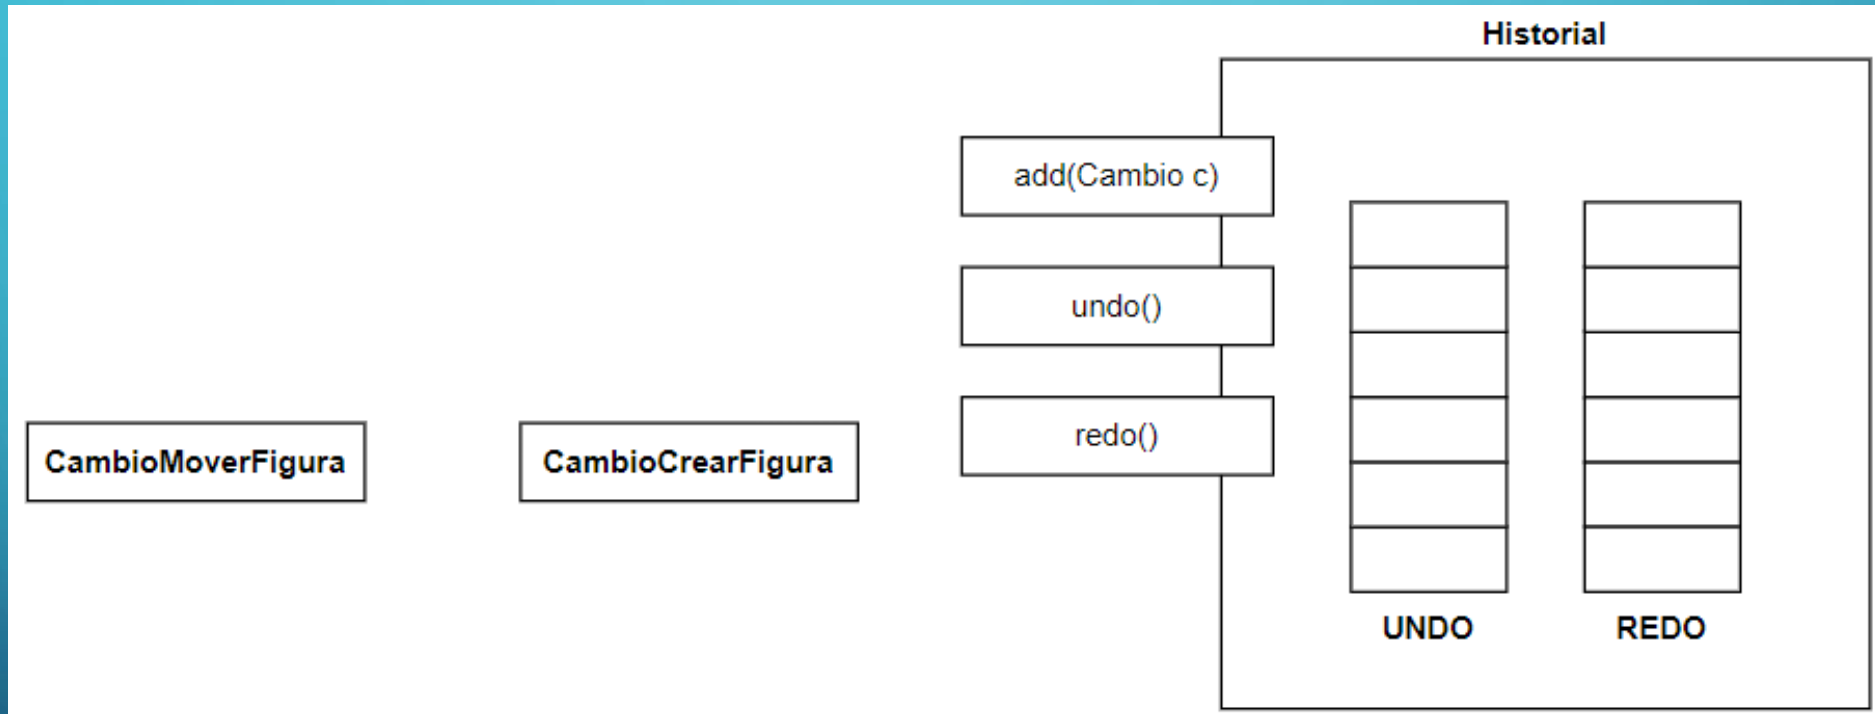 Historial
add(Cambio c)
undo()
redo()
CambioMoverFigura
CambioCrearFigura
UNDO
REDO